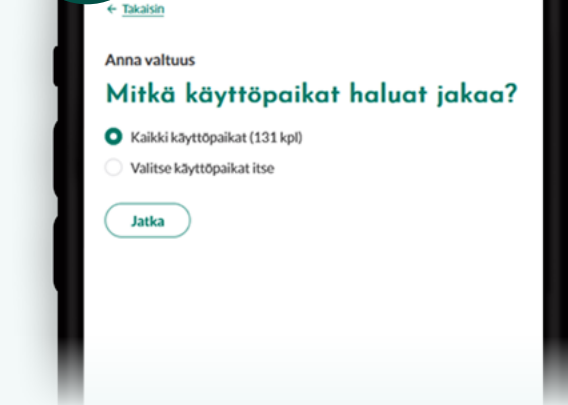 ← Takaisin
Anna valtuus
Mitkä käyttöpaikat haluat jakaa?
Kaikki käyttöpaikat (131 kpl)
Valitse käyttöpaikat itse
Jatka